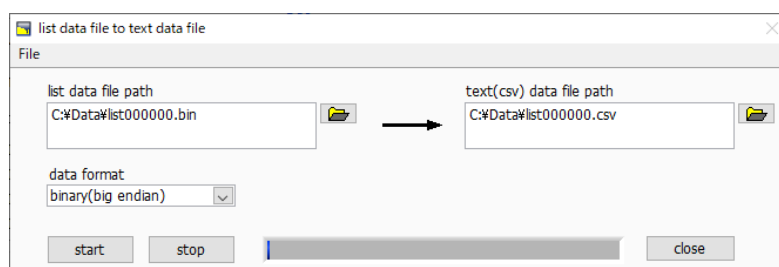 list data file to text data file
File
list data file path
text(csv) data file path
C:¥Data¥list000000.bin
C:¥Data¥list000000.csv
data format
binary(big endian)
start
stop
close